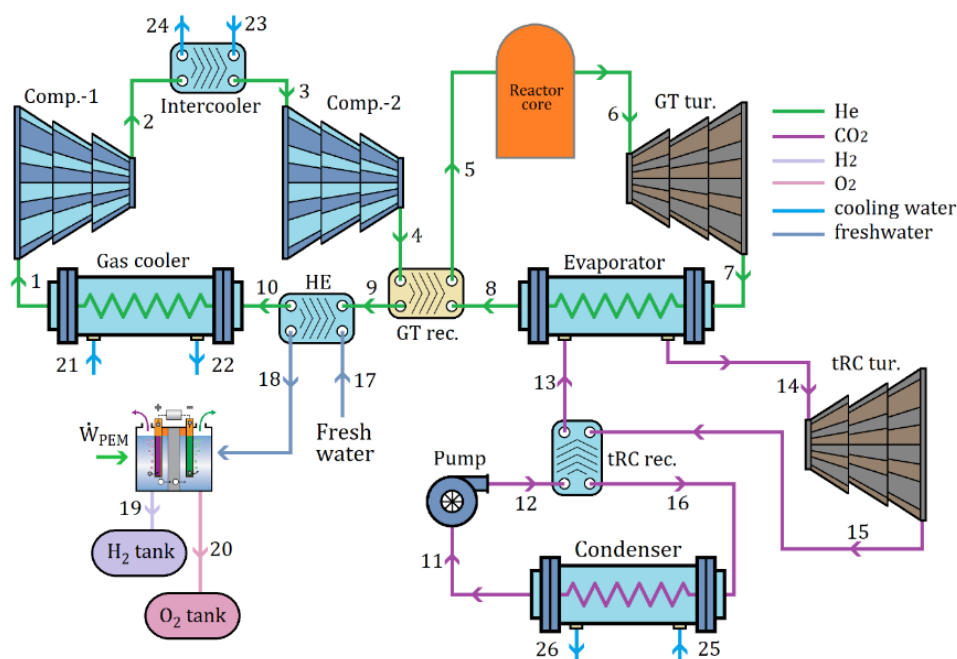 24
23
Comp.-1
2
Intercooler
3
Comp.-2
Reactor
core
6
GT tur.
He
CO2
H2
O2
cooling water
freshwater
5
4
1
Gas cooler
10
HE
9
GT rec.
8
Evaporator
7
21
22
18
17
13
14
tRC tur.
+
−
ẆPEM
Fresh
water
Pump
12
tRC rec.
16
15
19
20
H2 tank
O2 tank
11
Condenser
26
25